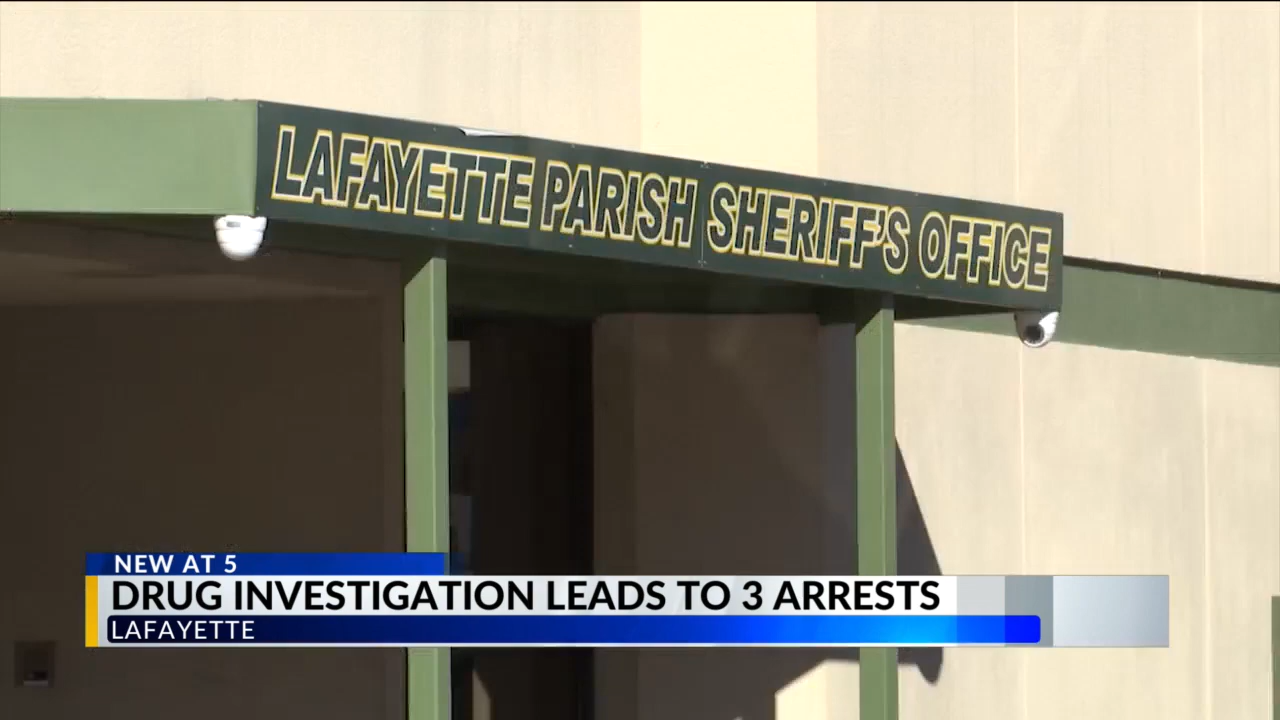 LAFAYETTE PARISH SHERIFF'S OFFICE
NEW AT 5
DRUG INVESTIGATION LEADS TO 3 ARRESTS
LAFAYETTE